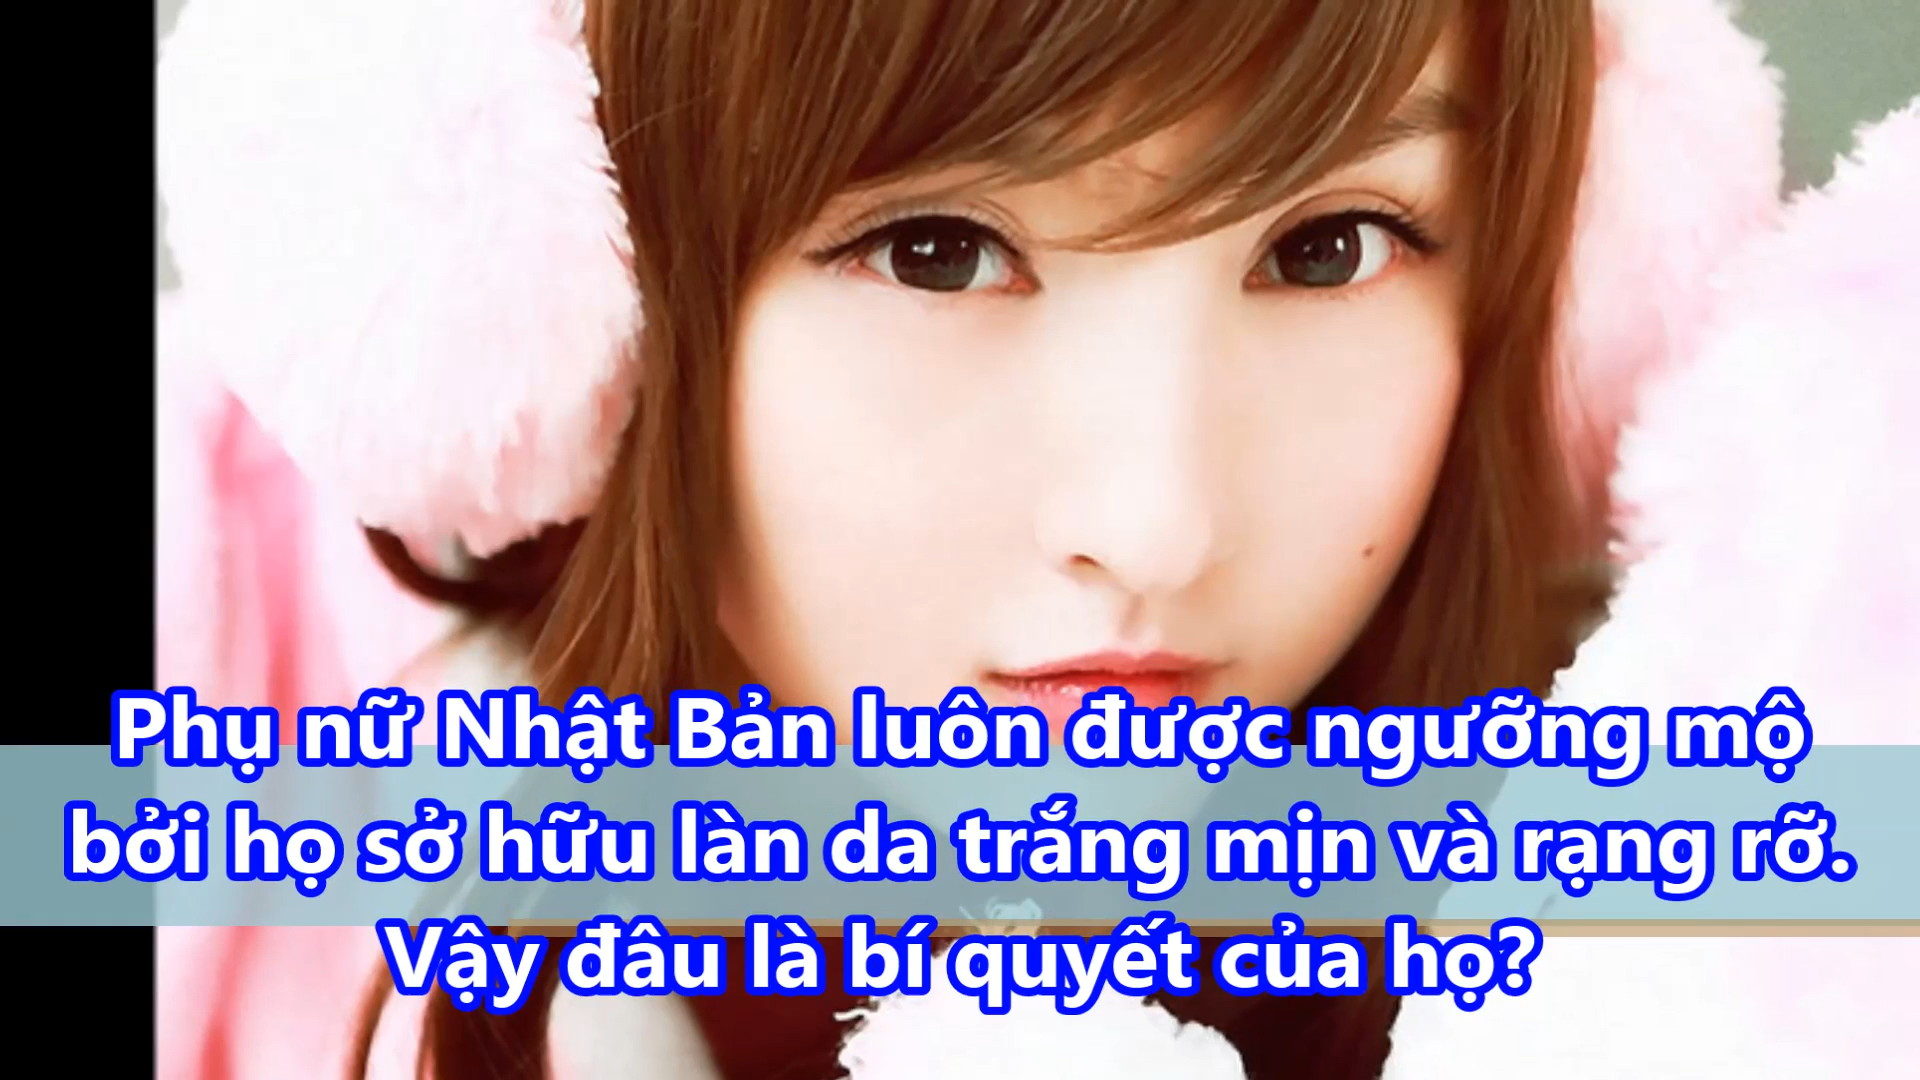 Phụ nữ Nhật Bản luôn được ngưỡng mộ
bởi họ sở hữu làn da trắng mịn và rạng rỡ.
Vậy đâu là bí quyết của họ?